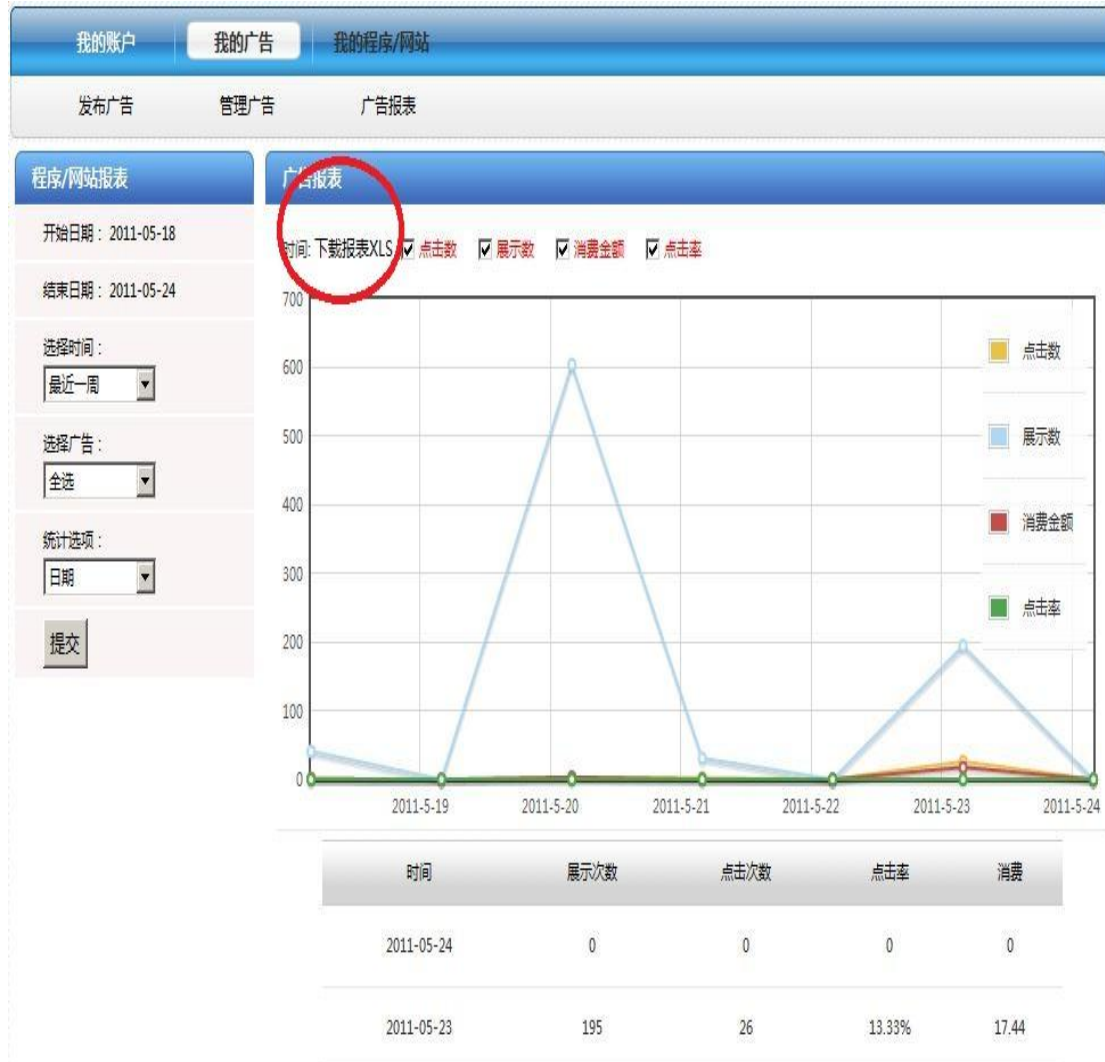 我的账户 我的广告 我的程序/网站
发布广告 管理广告 广告报表
程序/网站报表
开始日期：2011-05-18
结束日期：2011-05-24
选择时间：
最近一周
选择广告：
全选
统计选项：
日期
提交
广告报表
时间: 下载报表XLS 点击数 展示数 消费金额 点击率
700
600
500
400
300
200
100
0
点击数
展示数
消费金额
点击率
2011-5-19 2011-5-20 2011-5-21 2011-5-22 2011-5-23 2011-5-24
时间 展示次数 点击次数 点击率 消费
2011-05-24 0 0 0 0
2011-05-23 195 26 13.33% 17.44